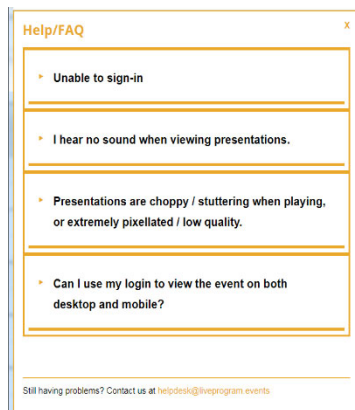 Help/FAQ
X
Unable to sign-in
I hear no sound when viewing presentations.
Presentations are choppy / stuttering when playing,
or extremely pixellated / low quality.
Can I use my login to view the event on both
desktop and mobile?
Still having problems? Contact us at helpdesk@liveprogram.events